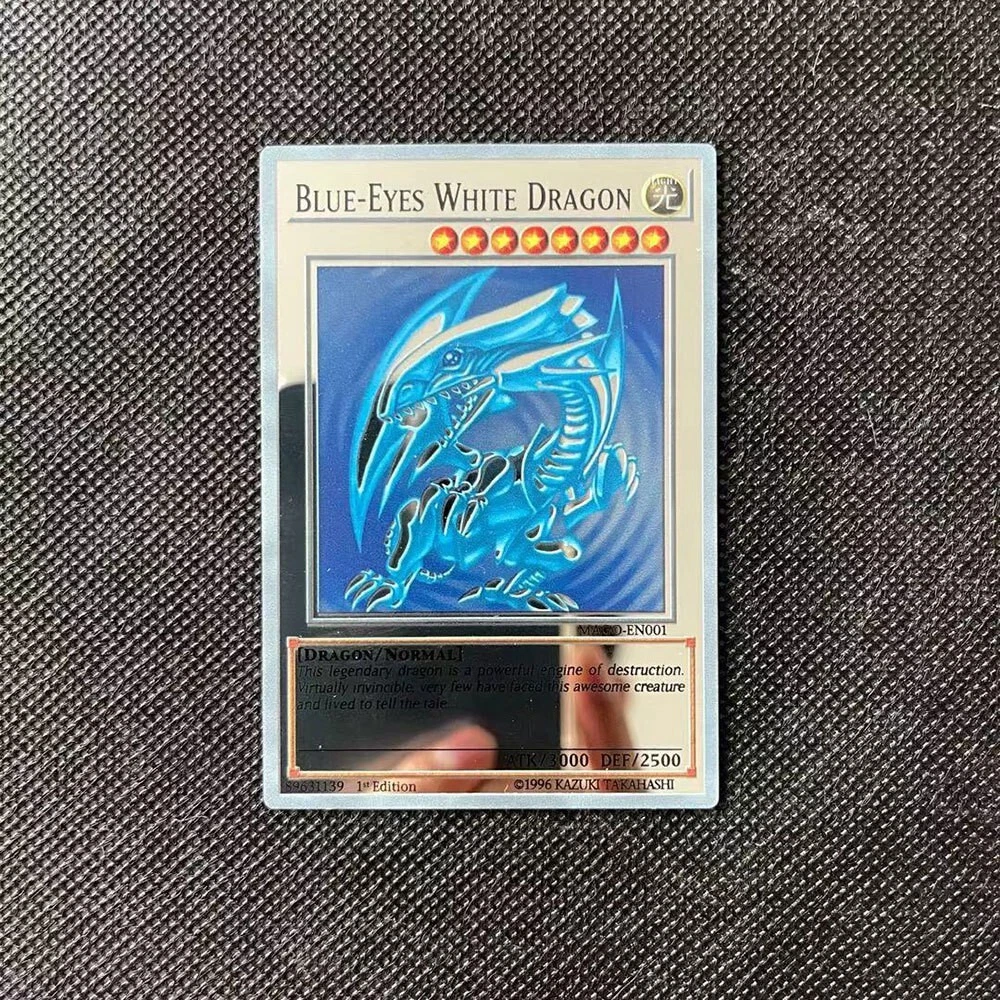 BLUE-EYES WHITE DRAGON
LIGHT
光
MAGO-EN001
[DRAGON/NORMAL]
This legendary dragon is a powerful engine of destruction.
Virtually invincible, very few have faced this awesome creature
and lived to tell the tale.
ATK/3000 DEF/2500
89631139 1st Edition ©1996 KAZUKI TAKAHASHI